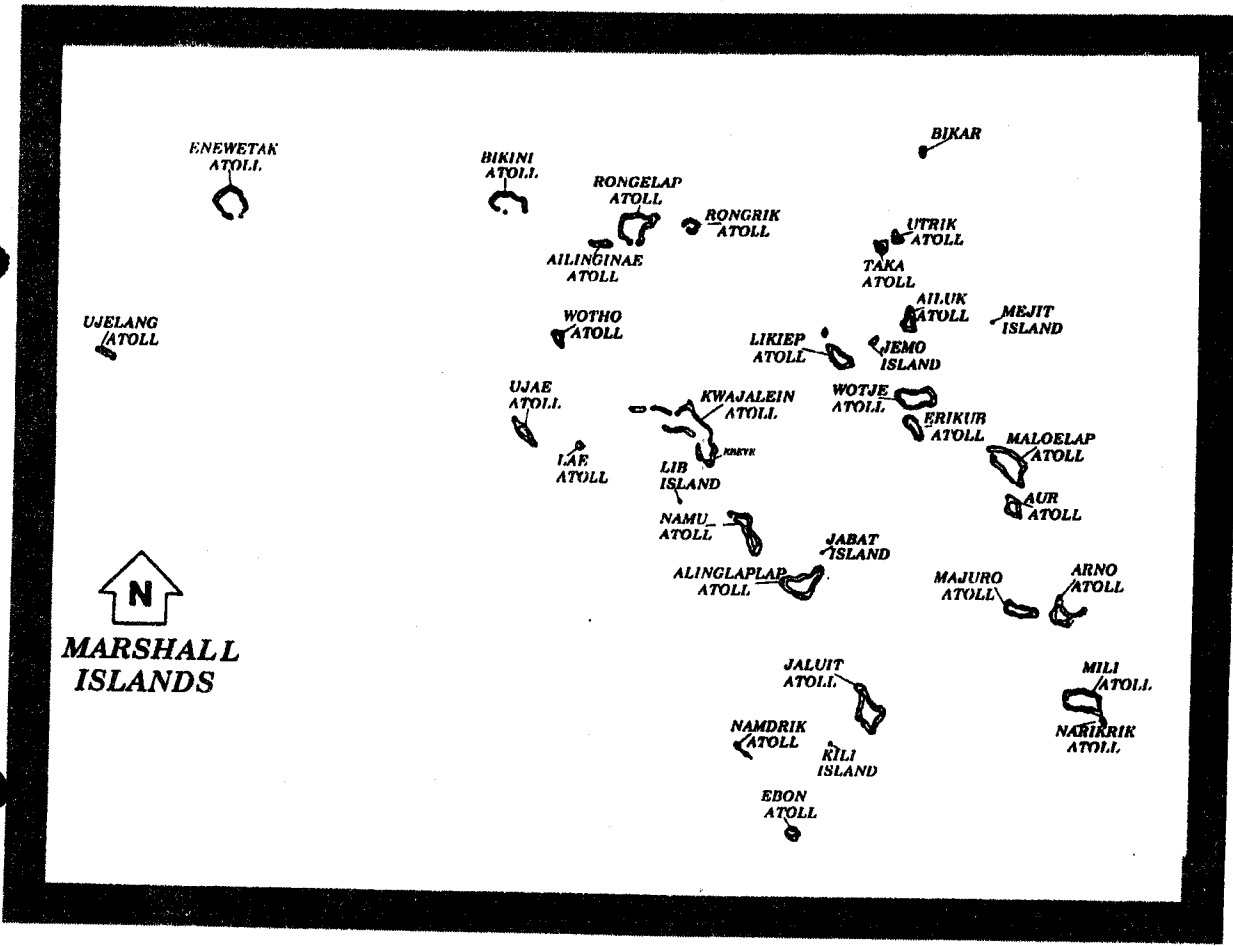 BIKAR
ENEWETAK
ATOLL
BIKINI
ATOLL
RONGELAP
ATOLL
RONGRIK
ATOLL
UTRIK
ATOLL
AILINGINAE
ATOLL
TAKA
ATOLL
AILUK
ATOLL
MEJIT
ISLAND
UJELANG
ATOLL
WOTHO
ATOLL
LIKIEP
ATOLL
JEMO
ISLAND
UJAE
ATOLL
KWAJALEIN
ATOLL
WOTJE
ATOLL
ERIKUB
ATOLL
MALOELAP
ATOLL
LAE
ATOLL
LIB
ISLAND
AUR
ATOLL
NAMU
ATOLL
JABAT
ISLAND
ALINGLAPLAP
ATOLL
MAJURO
ATOLL
ARNO
ATOLL
N
MARSHALL
ISLANDS
JALUIT
ATOLL
MILI
ATOLL
NAMDRIK
ATOLL
KILI
ISLAND
NARIKRIK
ATOLL
EBON
ATOLL